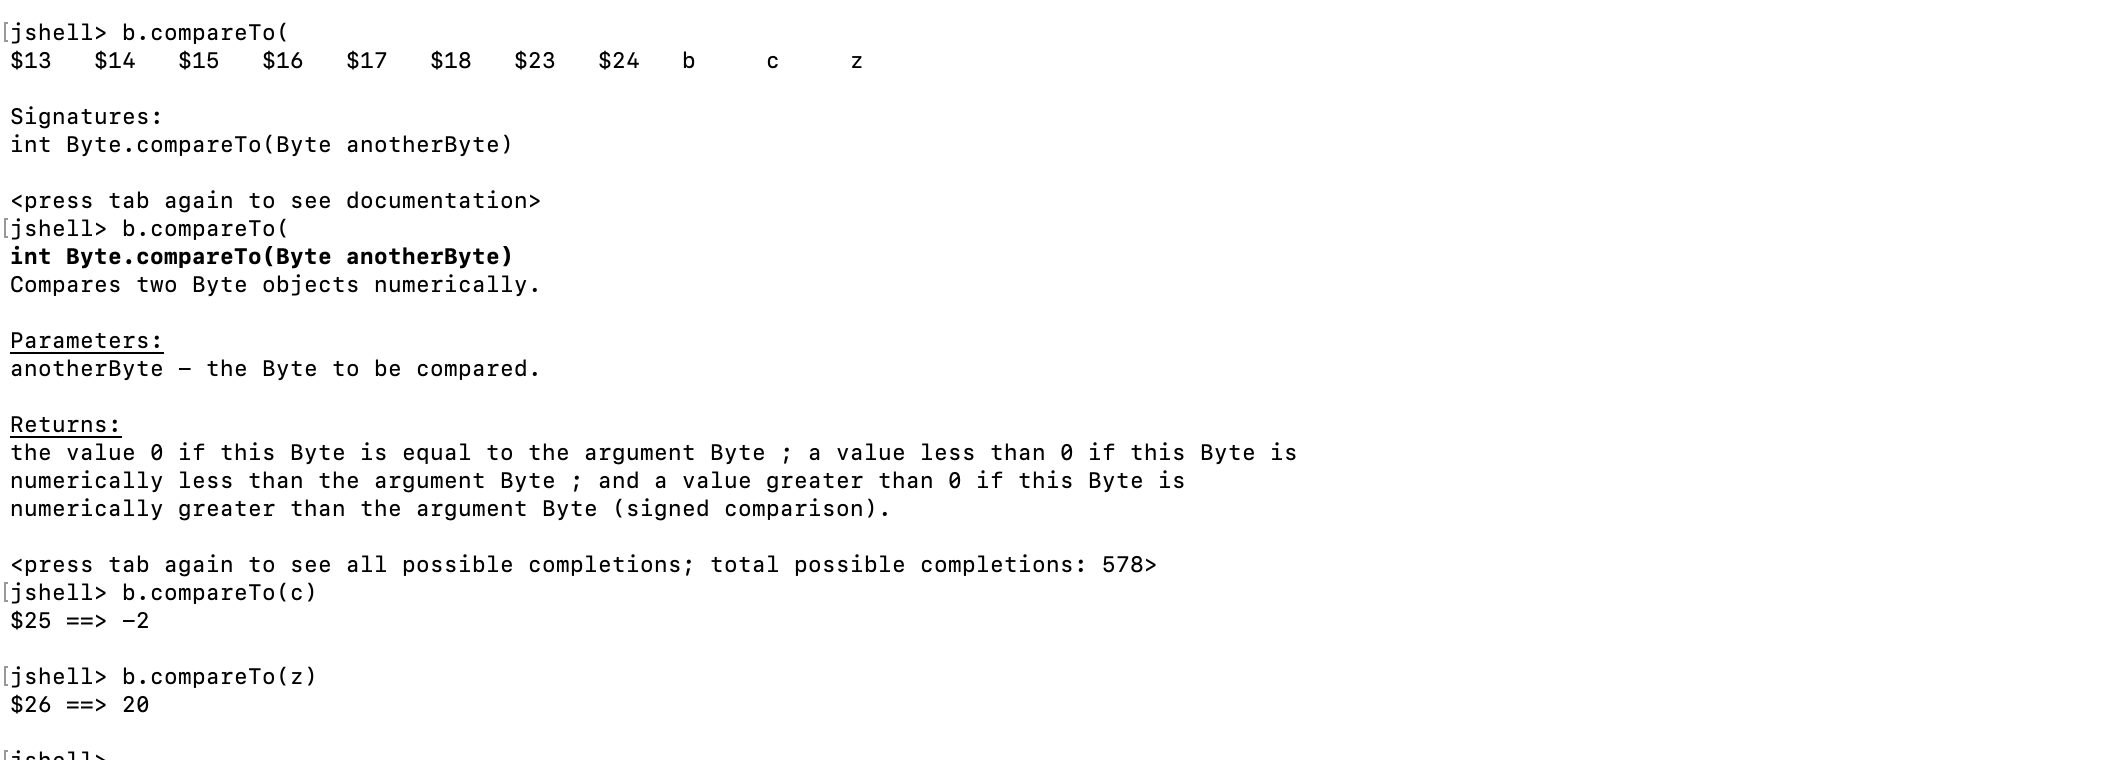 [jshell> b.compareTo(
$13   $14   $15   $16   $17   $18   $23   $24   b     c     z
Signatures:
int Byte.compareTo(Byte anotherByte)
<press tab again to see documentation>
[jshell> b.compareTo(
int Byte.compareTo(Byte anotherByte)
Compares two Byte objects numerically.
Parameters:
anotherByte – the Byte to be compared.
Returns:
the value 0 if this Byte is equal to the argument Byte ; a value less than 0 if this Byte is
numerically less than the argument Byte ; and a value greater than 0 if this Byte is
numerically greater than the argument Byte (signed comparison).
<press tab again to see all possible completions; total possible completions: 578>
[jshell> b.compareTo(c)
$25 ==> -2
[jshell> b.compareTo(z)
$26 ==> 20
[jshell>